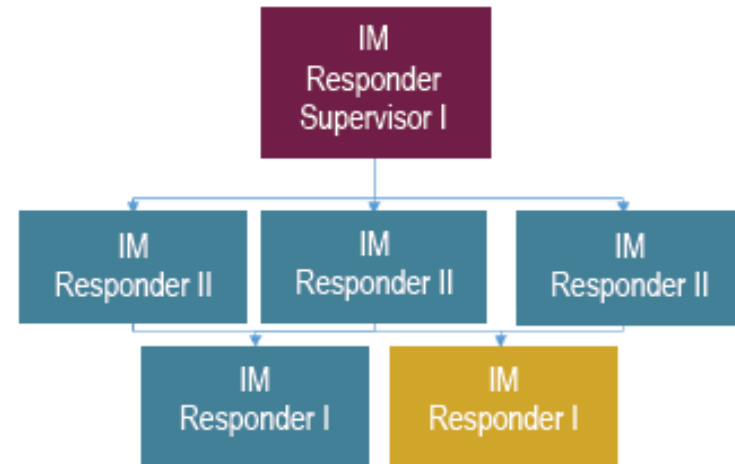 IM
Responder
Supervisor I
IM
Responder II
IM
Responder II
IM
Responder II
IM
Responder I
IM
Responder I